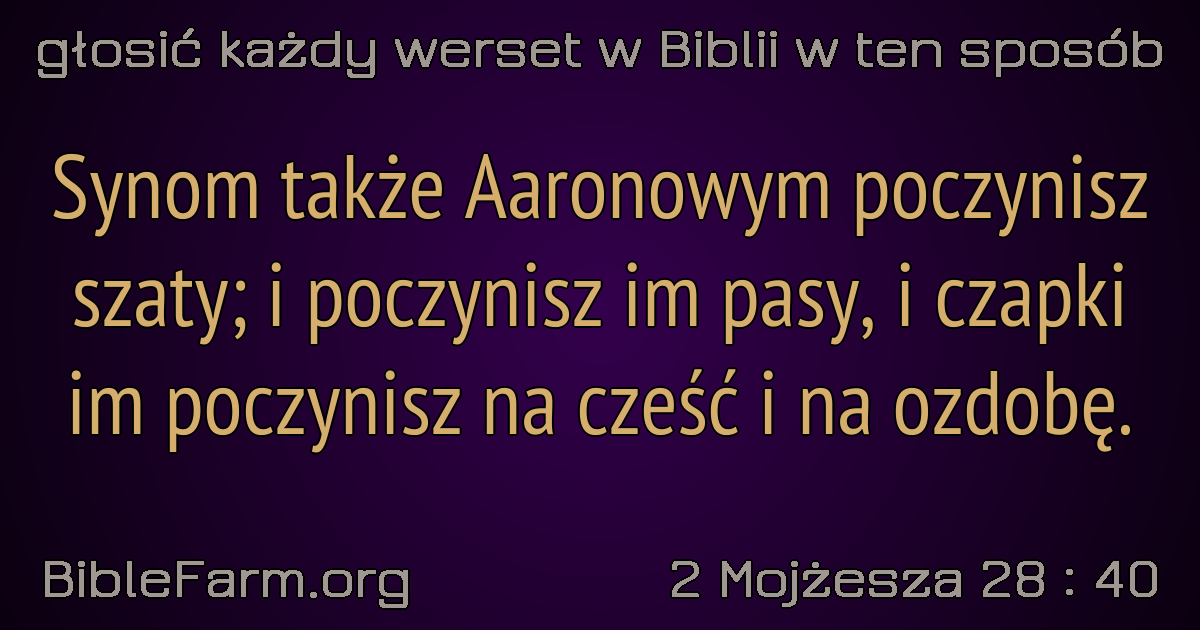 głosić każdy werset w Biblii w ten sposób
Synom także Aaronowym poczynisz
szaty; i poczynisz im pasy, i czapki
im poczynisz na cześć i na ozdobę.
BibleFarm.org
2 Mojżesza 28 : 40